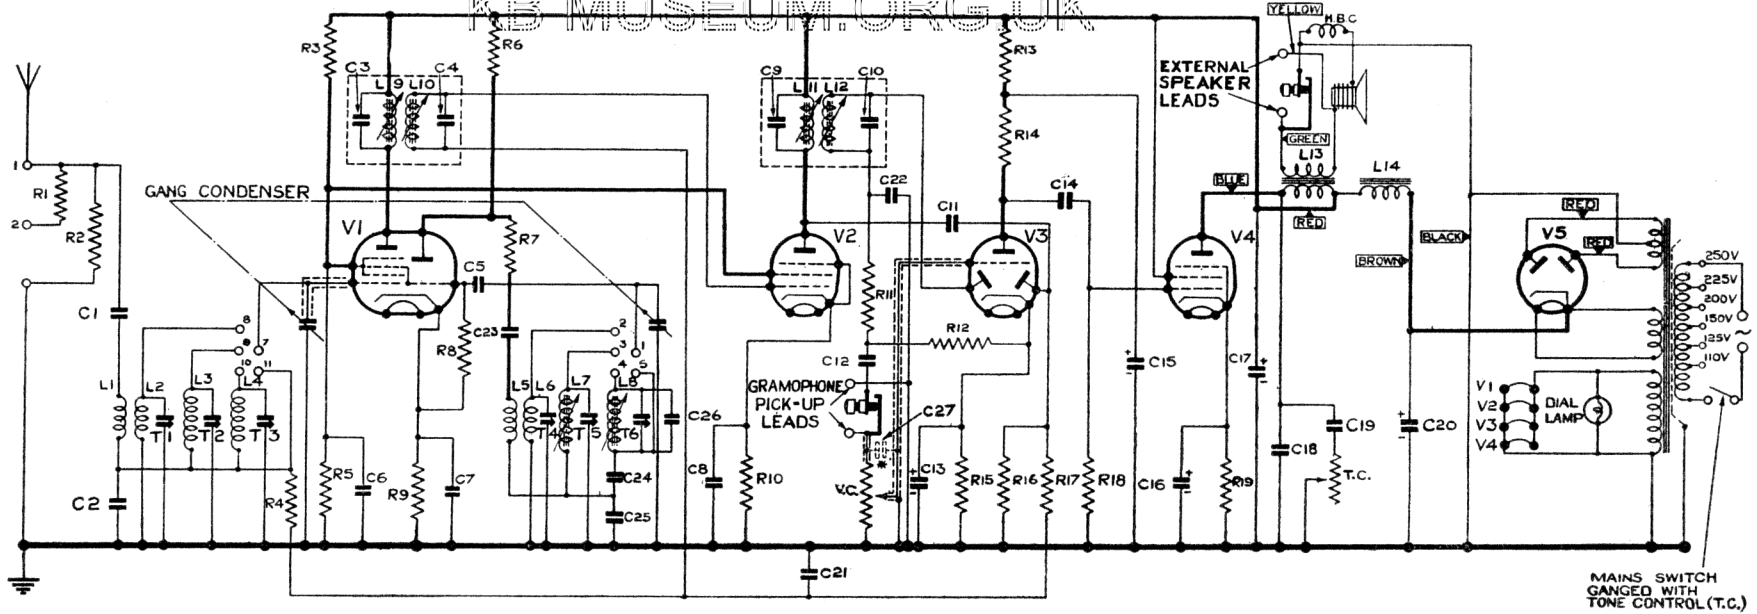 KB MUSEUM.ORG.UK
YELLOW
H.B.C
R3
R6
R13
C3
L9
L10
C4
C9
L11
L12
C10
EXTERNAL
SPEAKER
LEADS
R14
GREEN
L13
L14
1
R1
2
R2
GANG CONDENSER
C22
C14
BLUE
RED
RED
V1
R7
C11
V2
V3
V4
RED
V5
BLACK
BROWN
250V
225V
200V
150V
125V
110V
~
C5
R11
C1
8
9
7
10
11
R8
C23
2
3
1
4
5
C12
R12
C15
C17
L1
L2
L3
L4
L5
L6
L7
L8
GRAMOPHONE
PICK-UP
LEADS
C27
*
V1
V2
V3
V4
DIAL
LAMP
T1
T2
T3
T4
T5
T6
C26
C19
C20
C18
T.C.
C2
R4
R5
C6
R9
C7
C24
C25
C8
R10
V.C.
C13
R15
R16
R17
R18
C16
R19
C21
MAINS SWITCH
GANGED WITH
TONE CONTROL (T.C.)